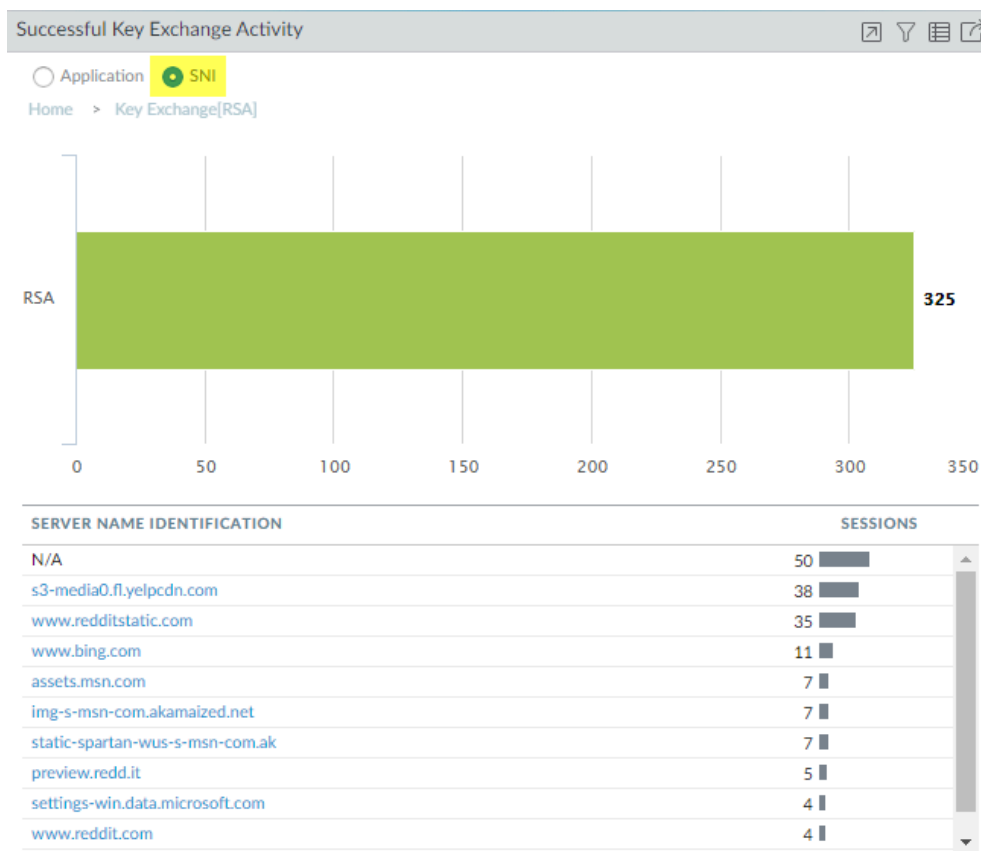 Successful Key Exchange Activity
Application SNI
Home > Key Exchange[RSA]
RSA
325
0 50 100 150 200 250 300 350
SERVER NAME IDENTIFICATION SESSIONS
N/A 50
s3-media0.fl.yelpcdn.com 38
www.redditstatic.com 35
www.bing.com 11
assets.msn.com 7
img-s-msn-com.akamaized.net 7
static-spartan-wus-s-msn-com.ak 7
preview.redd.it 5
settings-win.data.microsoft.com 4
www.reddit.com 4